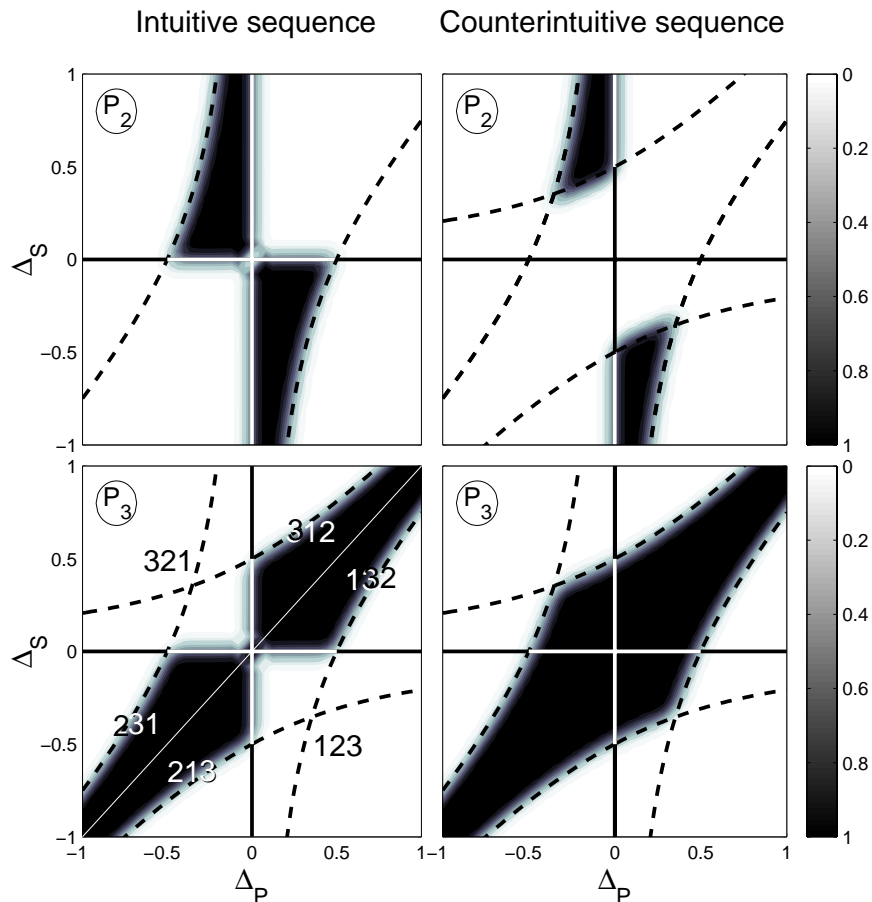 Intuitive sequence Counterintuitive sequence
P2 P2
1 0
0.5 0.2
0 0.4
−0.5 0.6
−1 0.8
1
ΔS
P3 P3
1 0
0.5 0.2
0 0.4
−0.5 0.6
−1 0.8
1
ΔS
312
321
132
231
213
123
−1 −0.5 0 0.5 1 −1 −0.5 0 0.5 1
ΔP ΔP